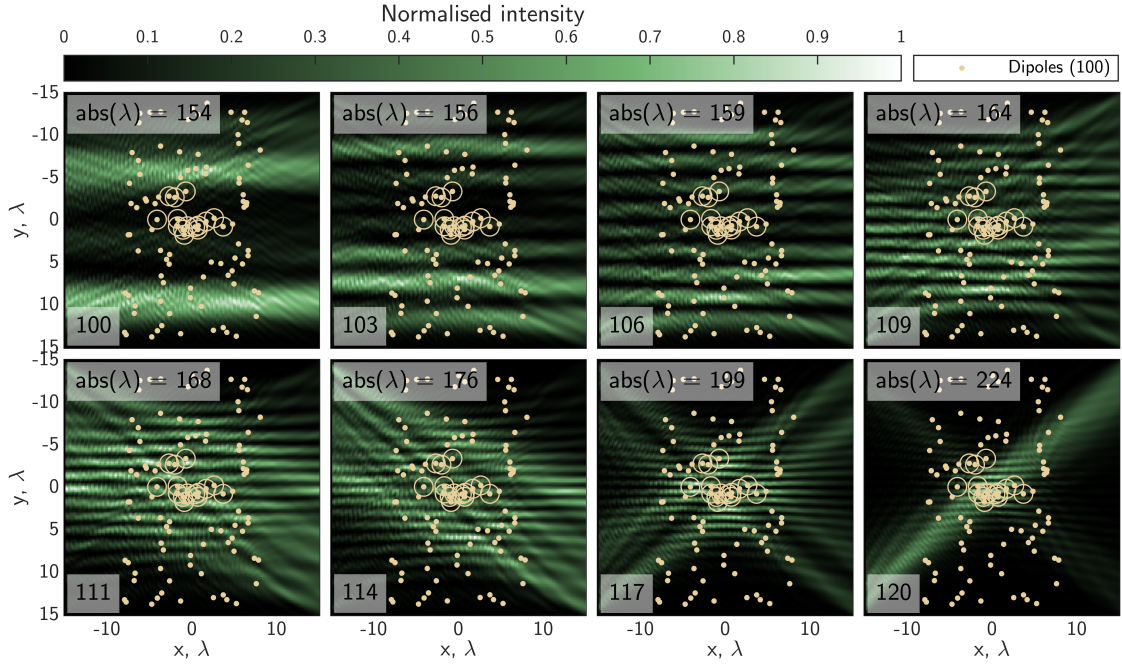 Normalised intensity
0 0.1 0.2 0.3 0.4 0.5 0.6 0.7 0.8 0.9 1
Dipoles (100)
-15
-10
-5
0
5
10
15
y, λ
abs(λ) = 154
100
abs(λ) = 156
103
abs(λ) = 159
106
abs(λ) = 164
109
-15
-10
-5
0
5
10
15
y, λ
abs(λ) = 168
111
abs(λ) = 176
114
abs(λ) = 199
117
abs(λ) = 224
120
-10 0 10
x, λ
-10 0 10
x, λ
-10 0 10
x, λ
-10 0 10
x, λ